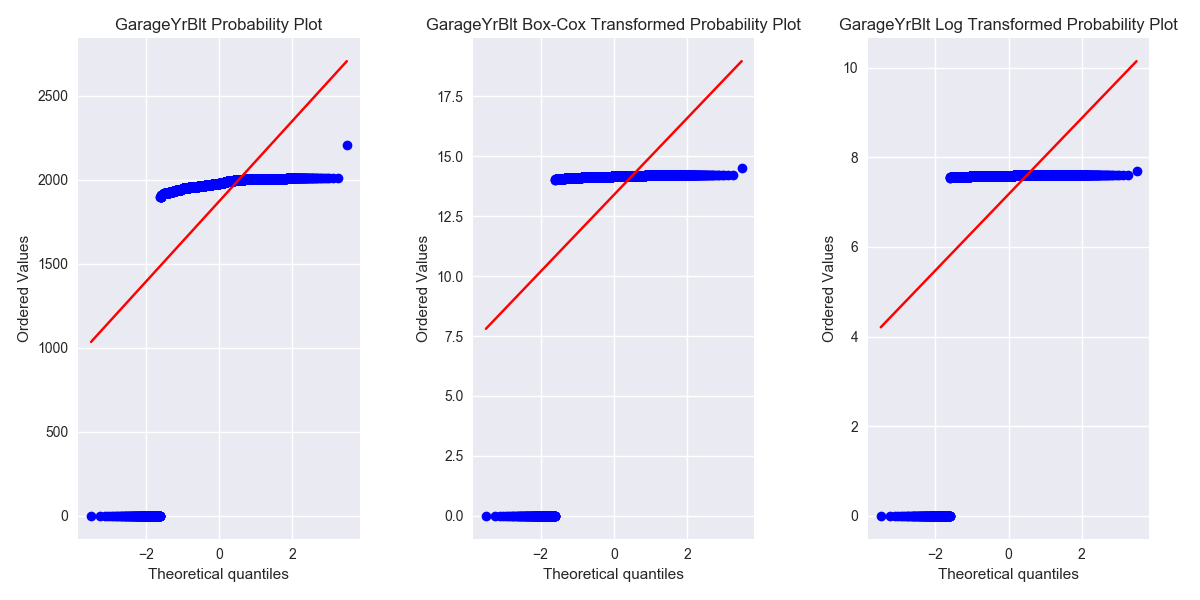 GarageYrBlt Probability Plot
Ordered Values
2500
2000
1500
1000
500
0
−2 0 2
Theoretical quantiles
GarageYrBlt Box-Cox Transformed Probability Plot
Ordered Values
17.5
15.0
12.5
10.0
7.5
5.0
2.5
0.0
−2 0 2
Theoretical quantiles
GarageYrBlt Log Transformed Probability Plot
Ordered Values
10
8
6
4
2
0
−2 0 2
Theoretical quantiles